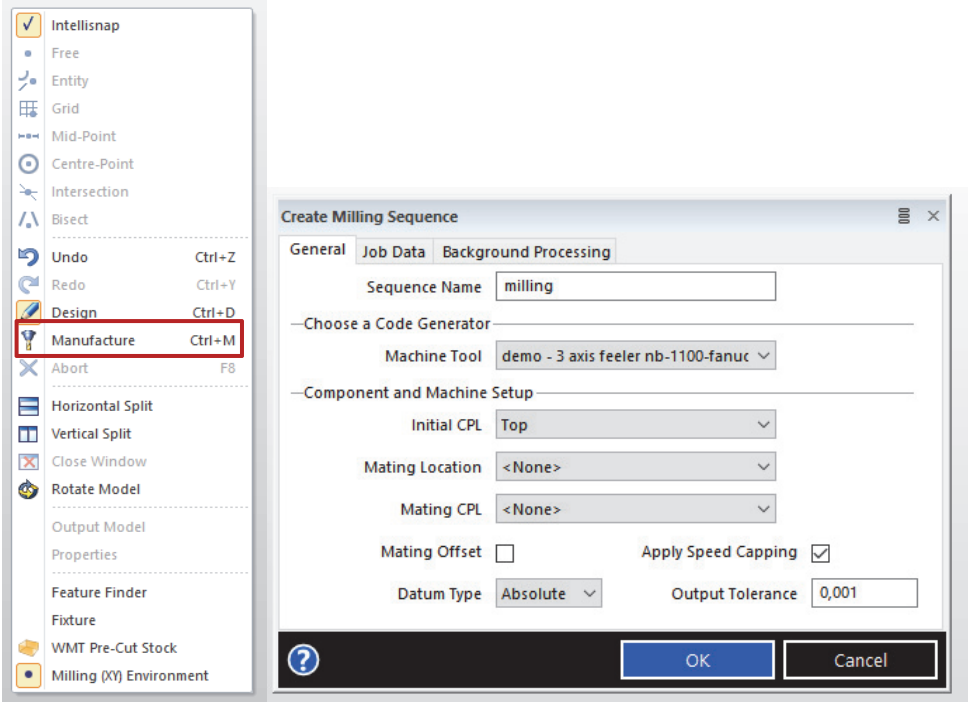 Intellisnap
Free
Entity
Grid
Mid-Point
Centre-Point
Intersection
Bisect
Undo Ctrl+Z
Redo Ctrl+Y
Design Ctrl+D
Manufacture Ctrl+M
Abort F8
Horizontal Split
Vertical Split
Close Window
Rotate Model
Output Model
Properties
Feature Finder
Fixture
WMT Pre-Cut Stock
Milling (XY) Environment
Create Milling Sequence
General Job Data Background Processing
Sequence Name milling
Choose a Code Generator
Machine Tool demo - 3 axis feeler nb-1100-fanuc
Component and Machine Setup
Initial CPL Top
Mating Location <None>
Mating CPL <None>
Mating Offset Apply Speed Capping
Datum Type Absolute Output Tolerance 0,001
? OK Cancel